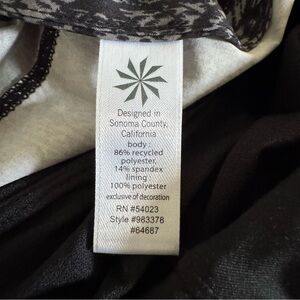 Designed in
Sonoma County,
California
body :
86% recycled
polyester,
14% spandex
lining :
100% polyester
exclusive of decoration
RN #54023
Style #983378
#64687